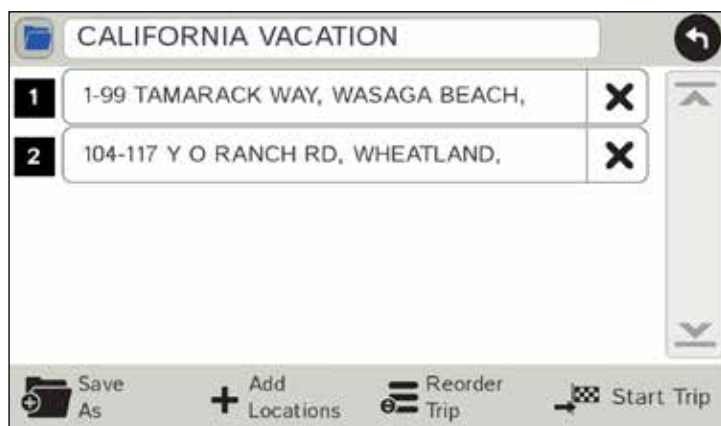 CALIFORNIA VACATION
1 1-99 TAMARACK WAY, WASAGA BEACH,
2 104-117 Y O RANCH RD, WHEATLAND,
Save As
Add Locations
Reorder Trip
Start Trip